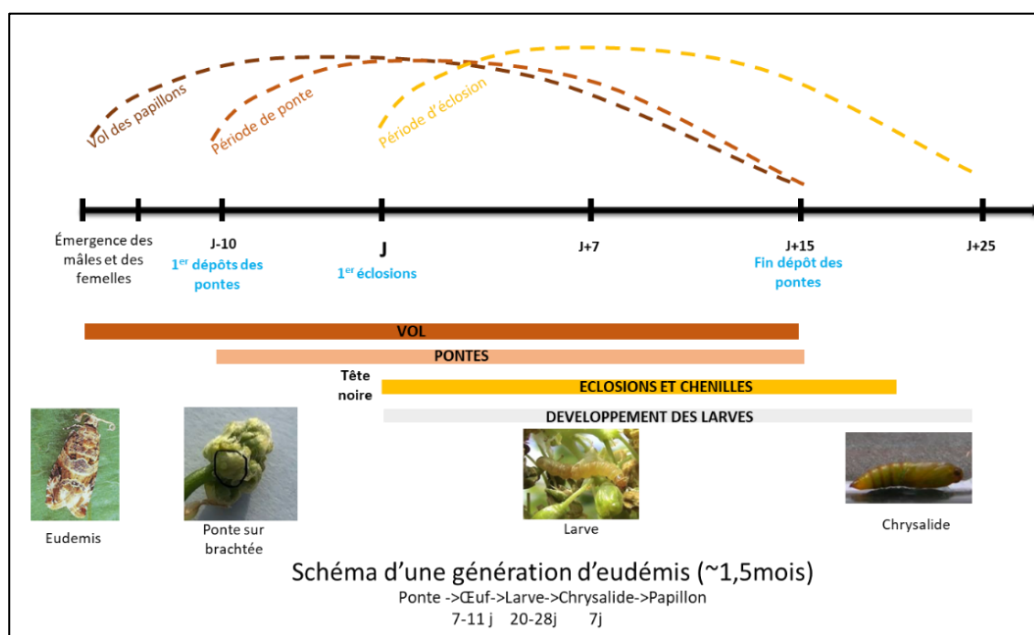 Vol des papillons
Période de ponte
Période d'éclosion
Émergence des
mâles et des
femelles
J-10
1er dépôts des
pontes
J
1er éclosions
J+7
J+15
Fin dépôt des
pontes
J+25
VOL
PONTES
Tête
noire
ECLOSIONS ET CHENILLES
DEVELOPPEMENT DES LARVES
Eudemis
Ponte sur
brachtée
Larve
Chrysalide
Schéma d'une génération d'eudémis (~1,5mois)
Ponte ->Œuf->Larve->Chrysalide->Papillon
7-11 j 20-28j 7j